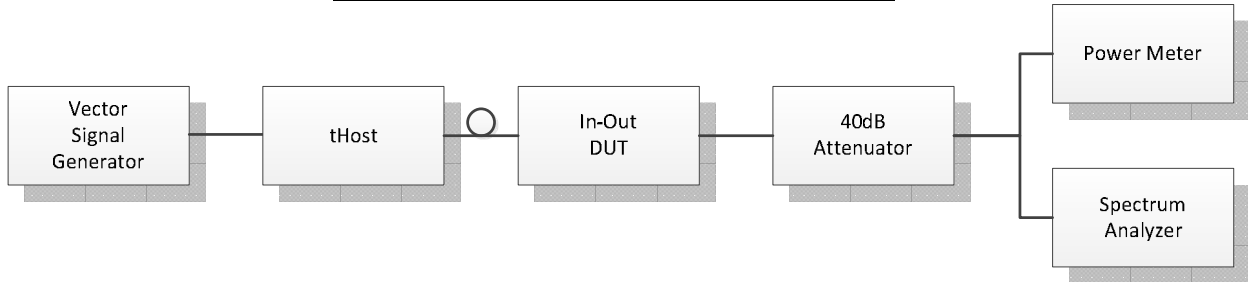 Vector
Signal
Generator
tHost
In-Out
DUT
40dB
Attenuator
Power Meter
Spectrum
Analyzer